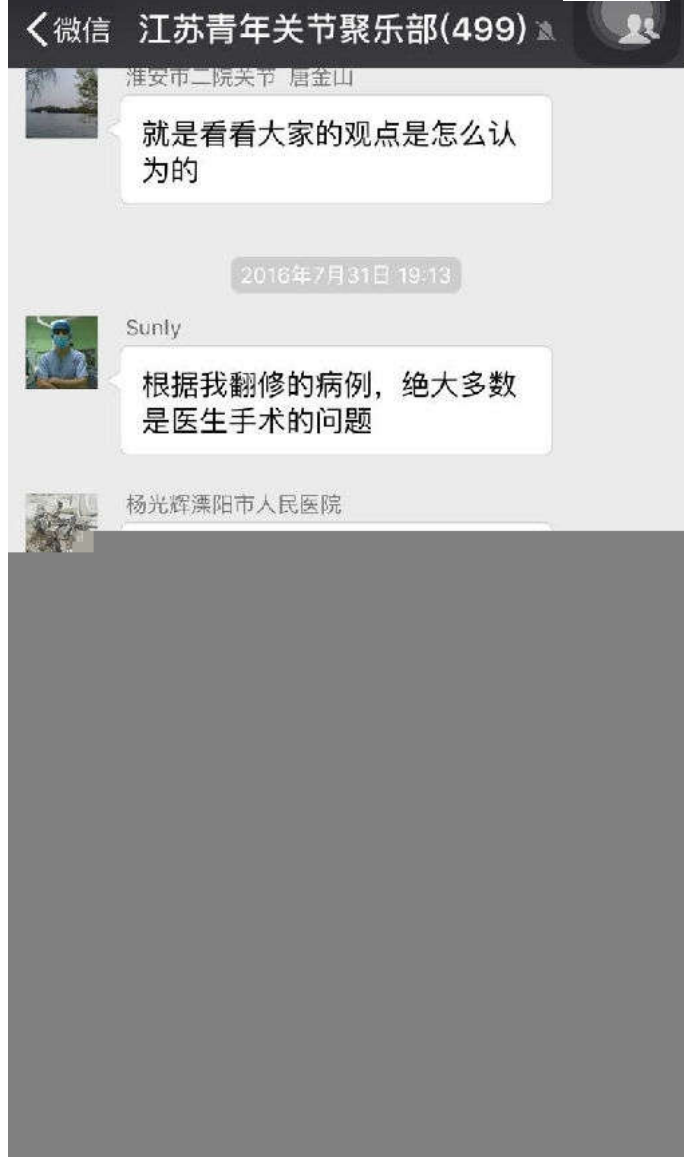 微信 江苏青年关节聚乐部(499)
淮安市二院关节 唐金山
就是看看大家的观点是怎么认
为的
2016年7月31日 19:13
Sunly
根据我翻修的病例，绝大多数
是医生手术的问题
杨光辉溧阳市人民医院